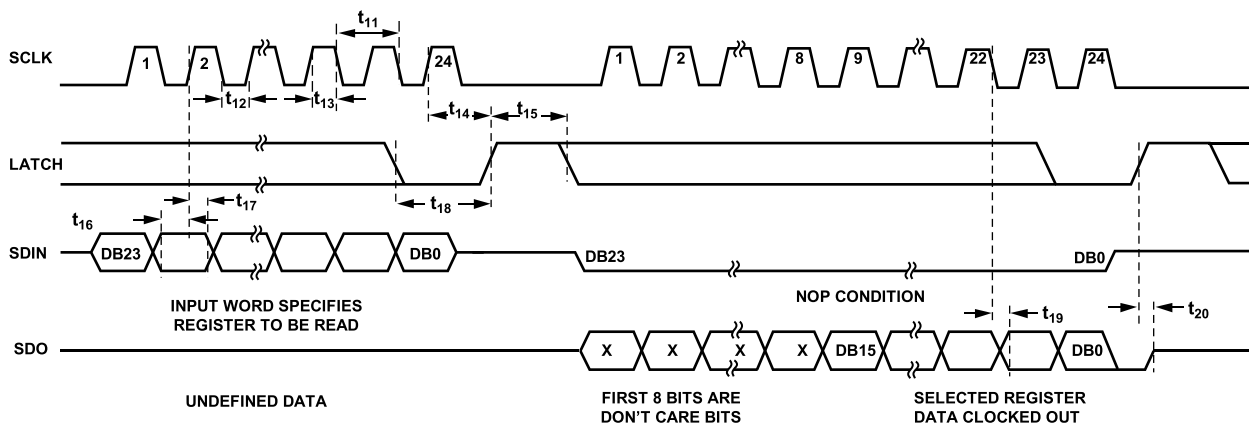 t11
SCLK
1 2 24 1 2 8 9 22 23 24
t12 t13 t14 t15
LATCH
t16 t17 t18
SDIN
DB23 DB0 DB23 DB0
INPUT WORD SPECIFIES
REGISTER TO BE READ
NOP CONDITION
t19 t20
SDO
X X X X DB15 DB0
UNDEFINED DATA
FIRST 8 BITS ARE
DON'T CARE BITS
SELECTED REGISTER
DATA CLOCKED OUT